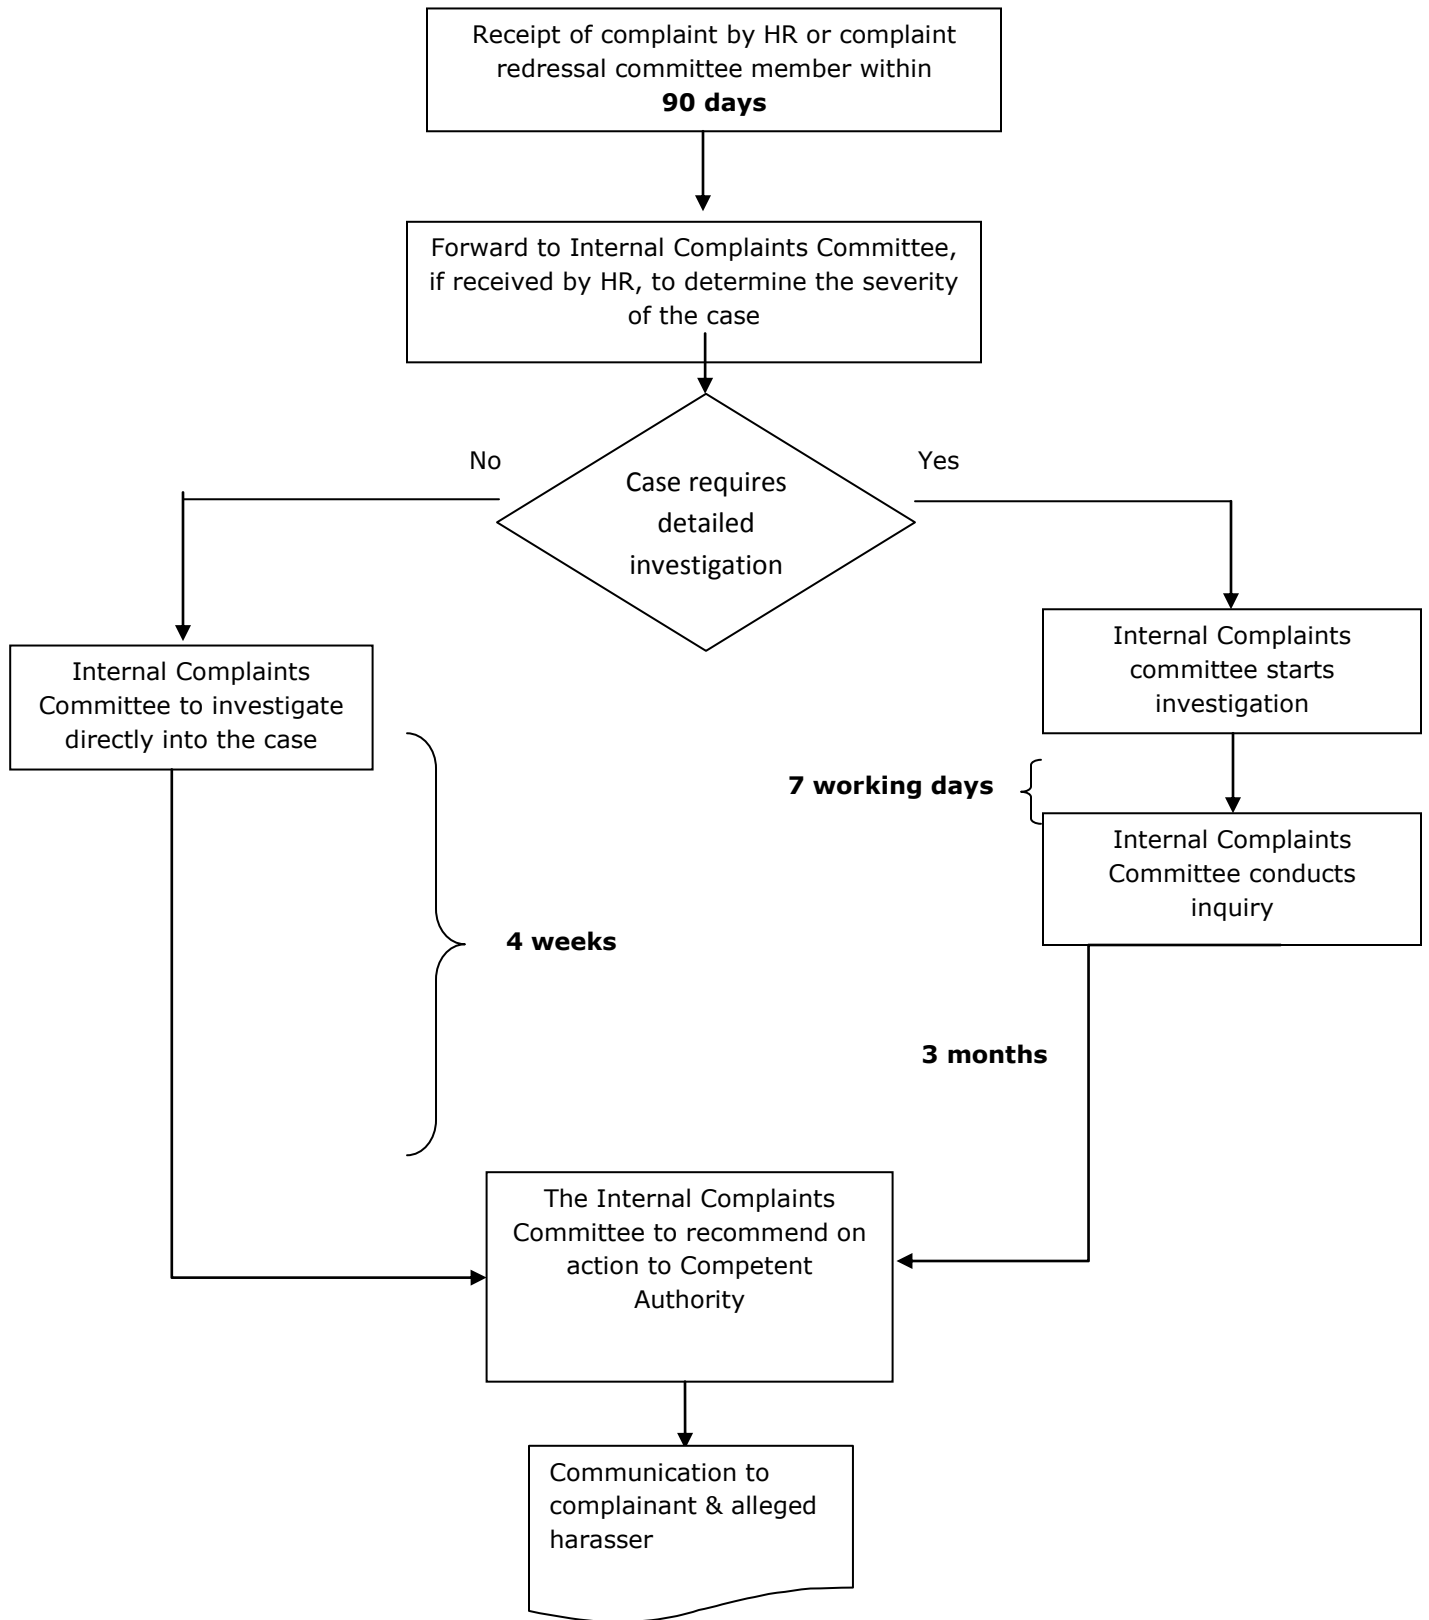 Receipt of complaint by HR or complaint
redressal committee member within
90 days
Forward to Internal Complaints Committee,
if received by HR, to determine the severity
of the case
No
Yes
Case requires
detailed
investigation
Internal Complaints
Committee to investigate
directly into the case
Internal Complaints
committee starts
investigation
7 working days
Internal Complaints
Committee conducts
inquiry
4 weeks
3 months
The Internal Complaints
Committee to recommend on
action to Competent
Authority
Communication to
complainant & alleged
harasser